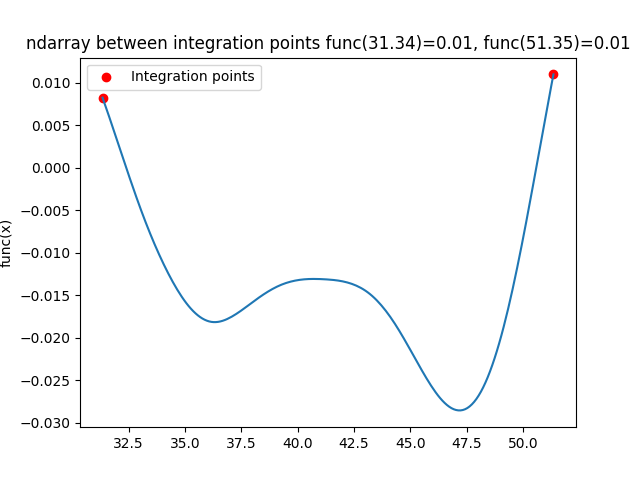 ndarray between integration points func(31.34)=0.01, func(51.35)=0.01
Integration points
func(x)
0.010
0.005
0.000
−0.005
−0.010
−0.015
−0.020
−0.025
−0.030
32.5 35.0 37.5 40.0 42.5 45.0 47.5 50.0